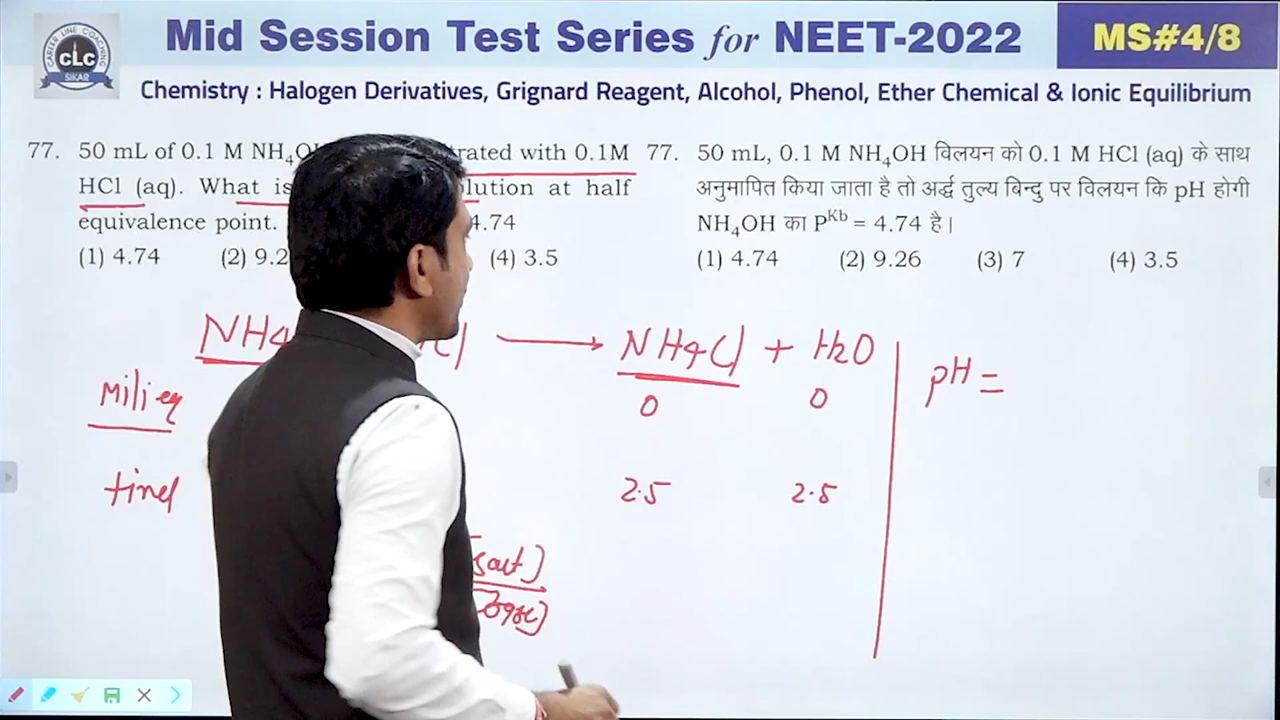 CAREER LINE COACHING
CLC
SIKAR
Mid Session Test Series for NEET-2022
MS#4/8
Chemistry : Halogen Derivatives, Grignard Reagent, Alcohol, Phenol, Ether Chemical & Ionic Equilibrium
77. 50 mL of 0.1 M NH₄O trated with 0.1M
HCl (aq). What is lution at half
equivalence point. 4.74
(1) 4.74 (2) 9.2 (4) 3.5
77. 50 mL, 0.1 M NH₄OH विलयन को 0.1 M HCl (aq) के साथ
अनुमापित किया जाता है तो अर्द्ध तुल्य बिन्दु पर विलयन कि pH होगी
NH₄OH का Pᴷᵇ = 4.74 है।
(1) 4.74 (2) 9.26 (3) 7 (4) 3.5
NH4 Cl → NH4Cl + H2O
Mili eq 0 0
final 2.5 2.5
[salt]
[Base]
pH =